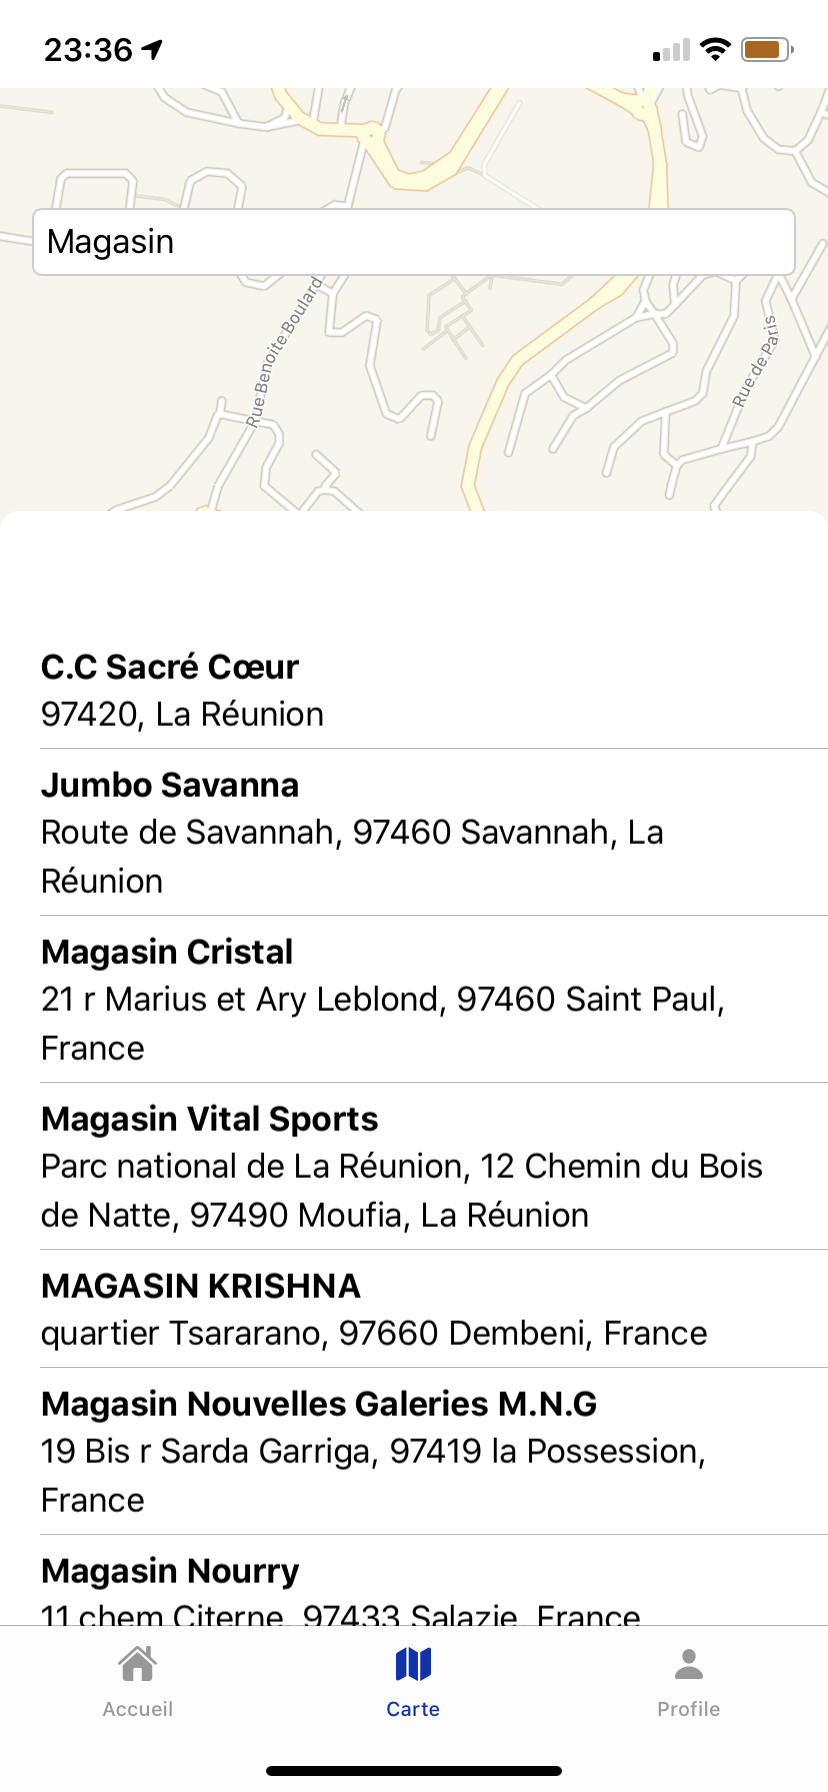 23:36
Magasin
Rue Benoite Boulard
Rue de Paris
C.C Sacré Cœur
97420, La Réunion
Jumbo Savanna
Route de Savannah, 97460 Savannah, La
Réunion
Magasin Cristal
21 r Marius et Ary Leblond, 97460 Saint Paul,
France
Magasin Vital Sports
Parc national de La Réunion, 12 Chemin du Bois
de Natte, 97490 Moufia, La Réunion
MAGASIN KRISHNA
quartier Tsararano, 97660 Dembeni, France
Magasin Nouvelles Galeries M.N.G
19 Bis r Sarda Garriga, 97419 la Possession,
France
Magasin Nourry
11 chem Citerne, 97433 Salazie, France
Accueil
Carte
Profile